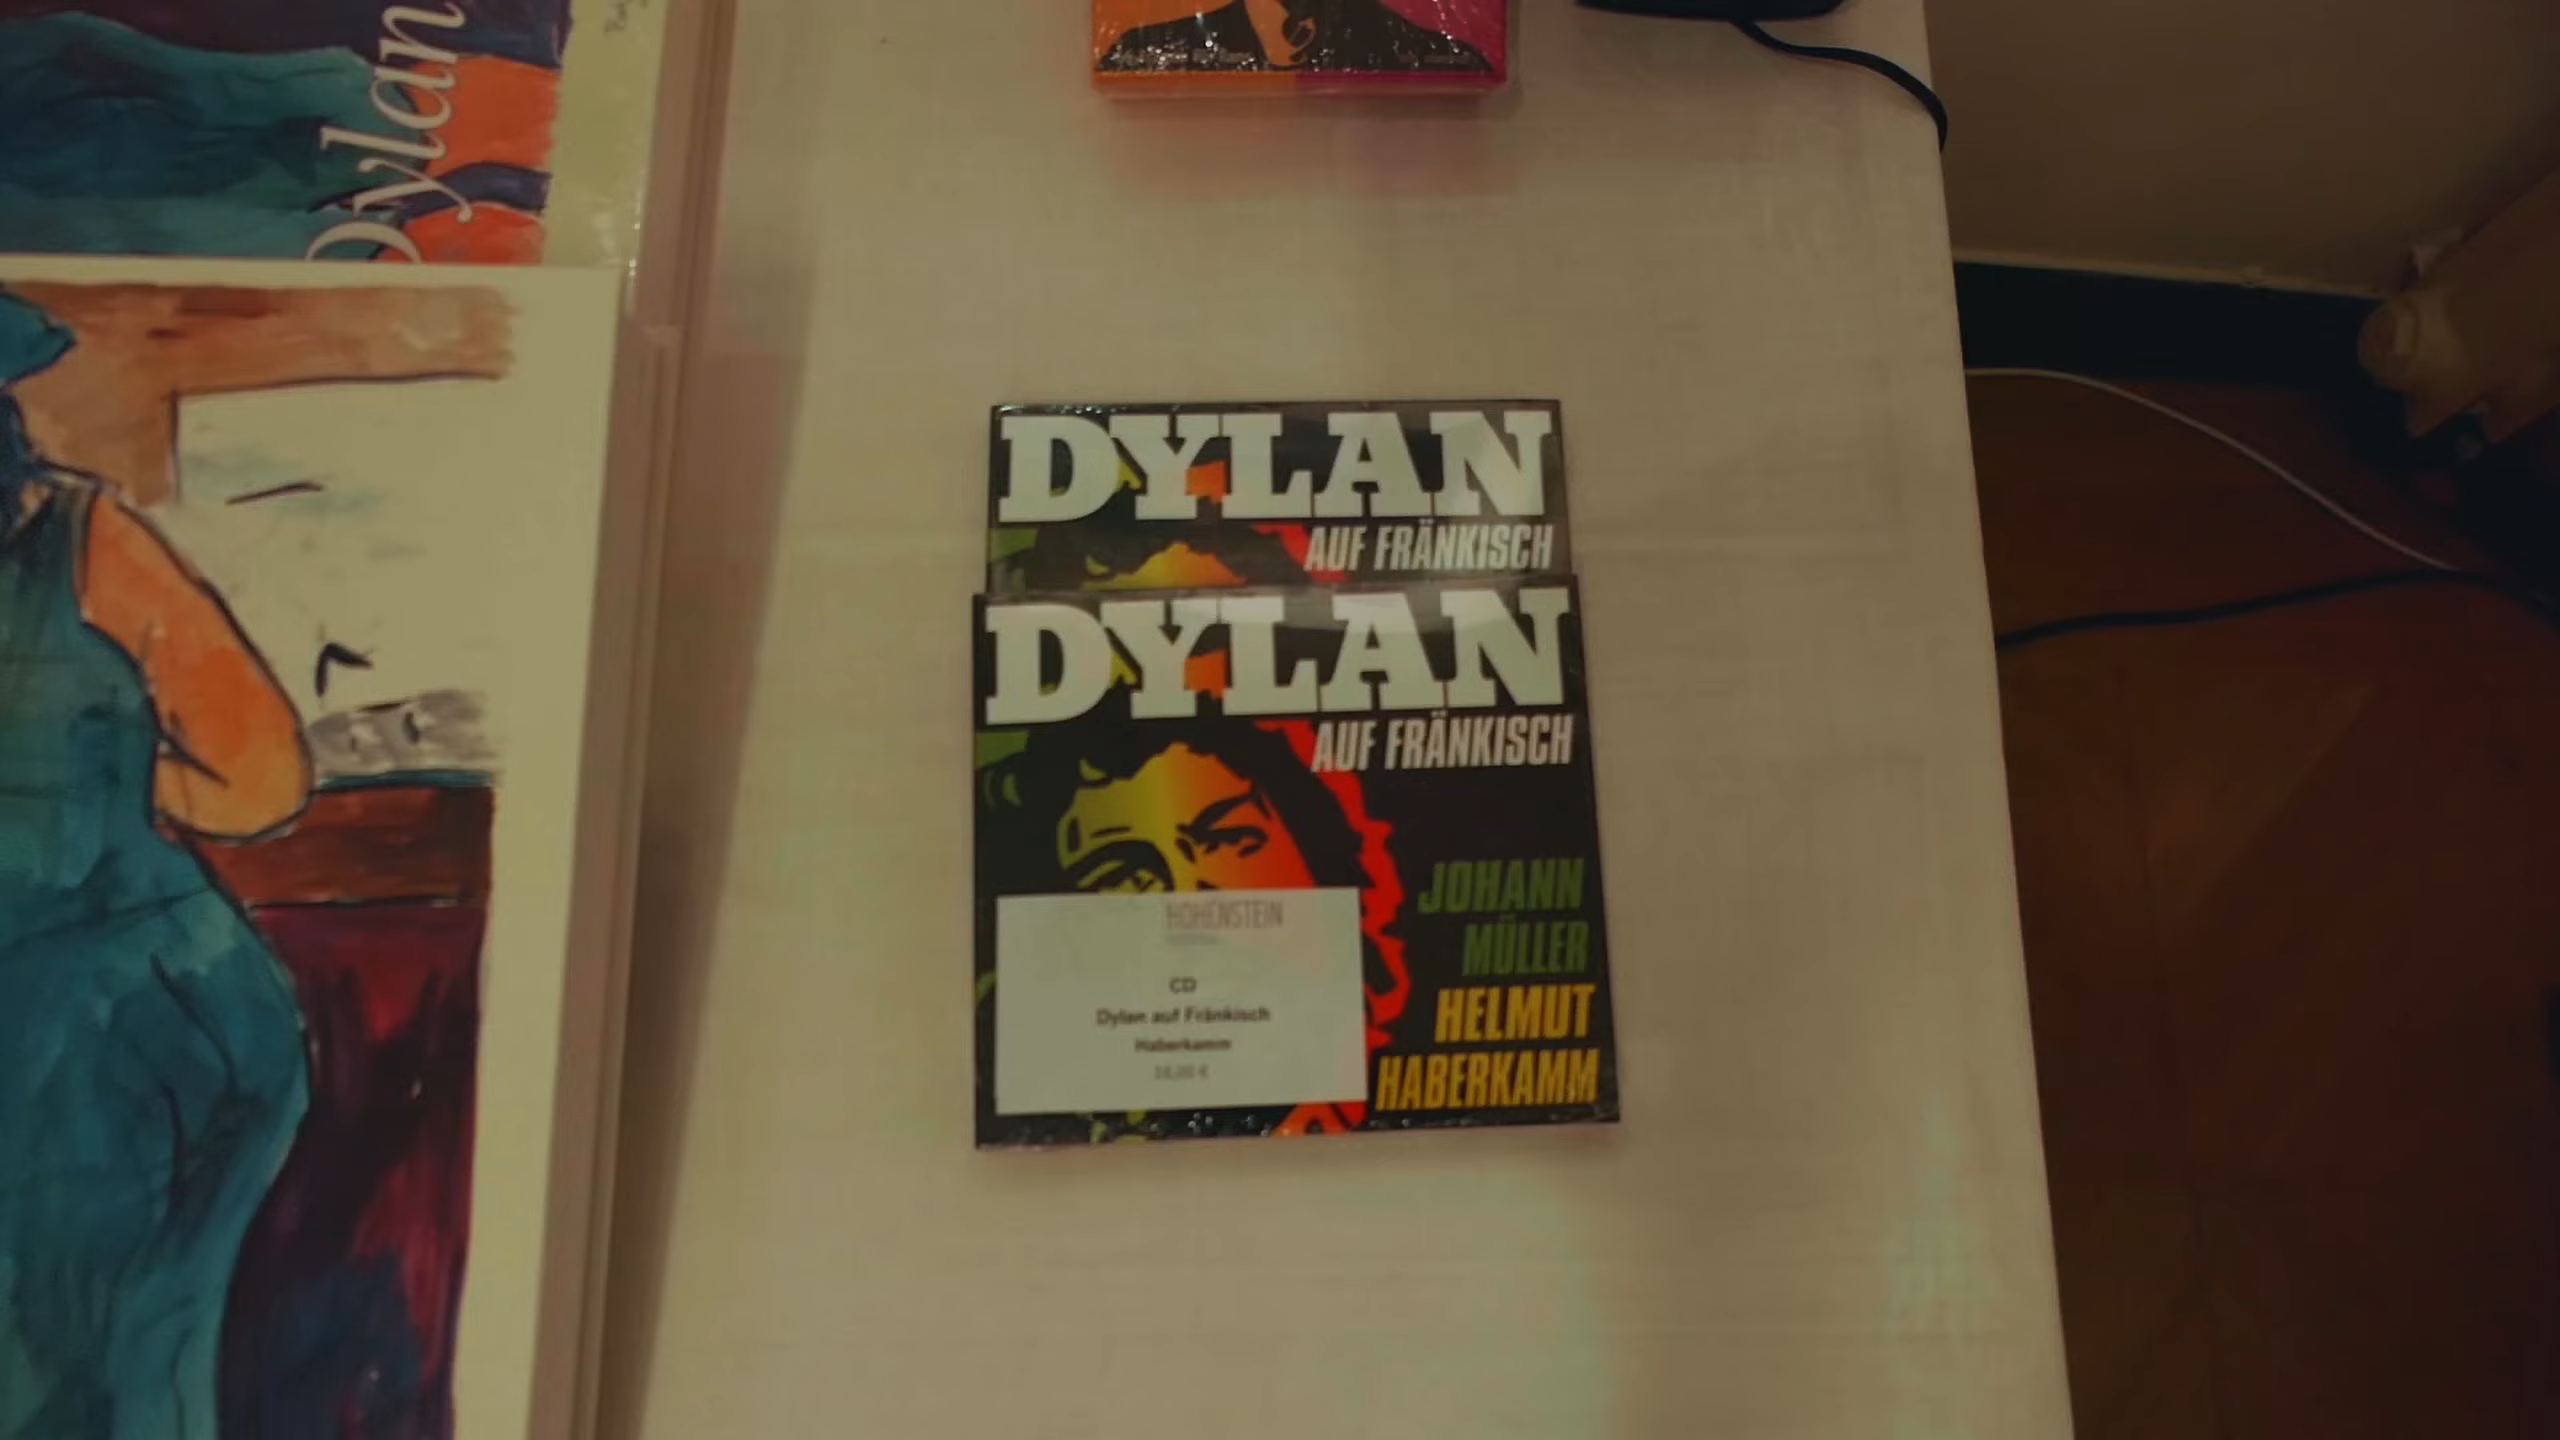 Dylan
DYLAN
AUF FRÄNKISCH
DYLAN
AUF FRÄNKISCH
JOHANN
MÜLLER
HELMUT
HABERKAMM
HOHENSTEIN
CD
Dylan auf Fränkisch
Haberkamm